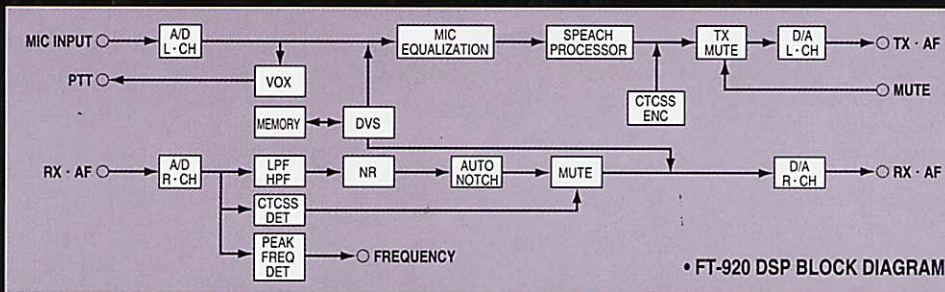 MIC INPUT
A/D
L·CH
MIC
EQUALIZATION
SPEACH
PROCESSOR
TX
MUTE
D/A
L·CH
TX · AF
PTT
VOX
MUTE
MEMORY
DVS
CTCSS
ENC
RX · AF
A/D
R·CH
LPF
HPF
NR
AUTO
NOTCH
MUTE
D/A
R·CH
RX · AF
CTCSS
DET
PEAK
FREQ
DET
FREQUENCY
• FT-920 DSP BLOCK DIAGRAM